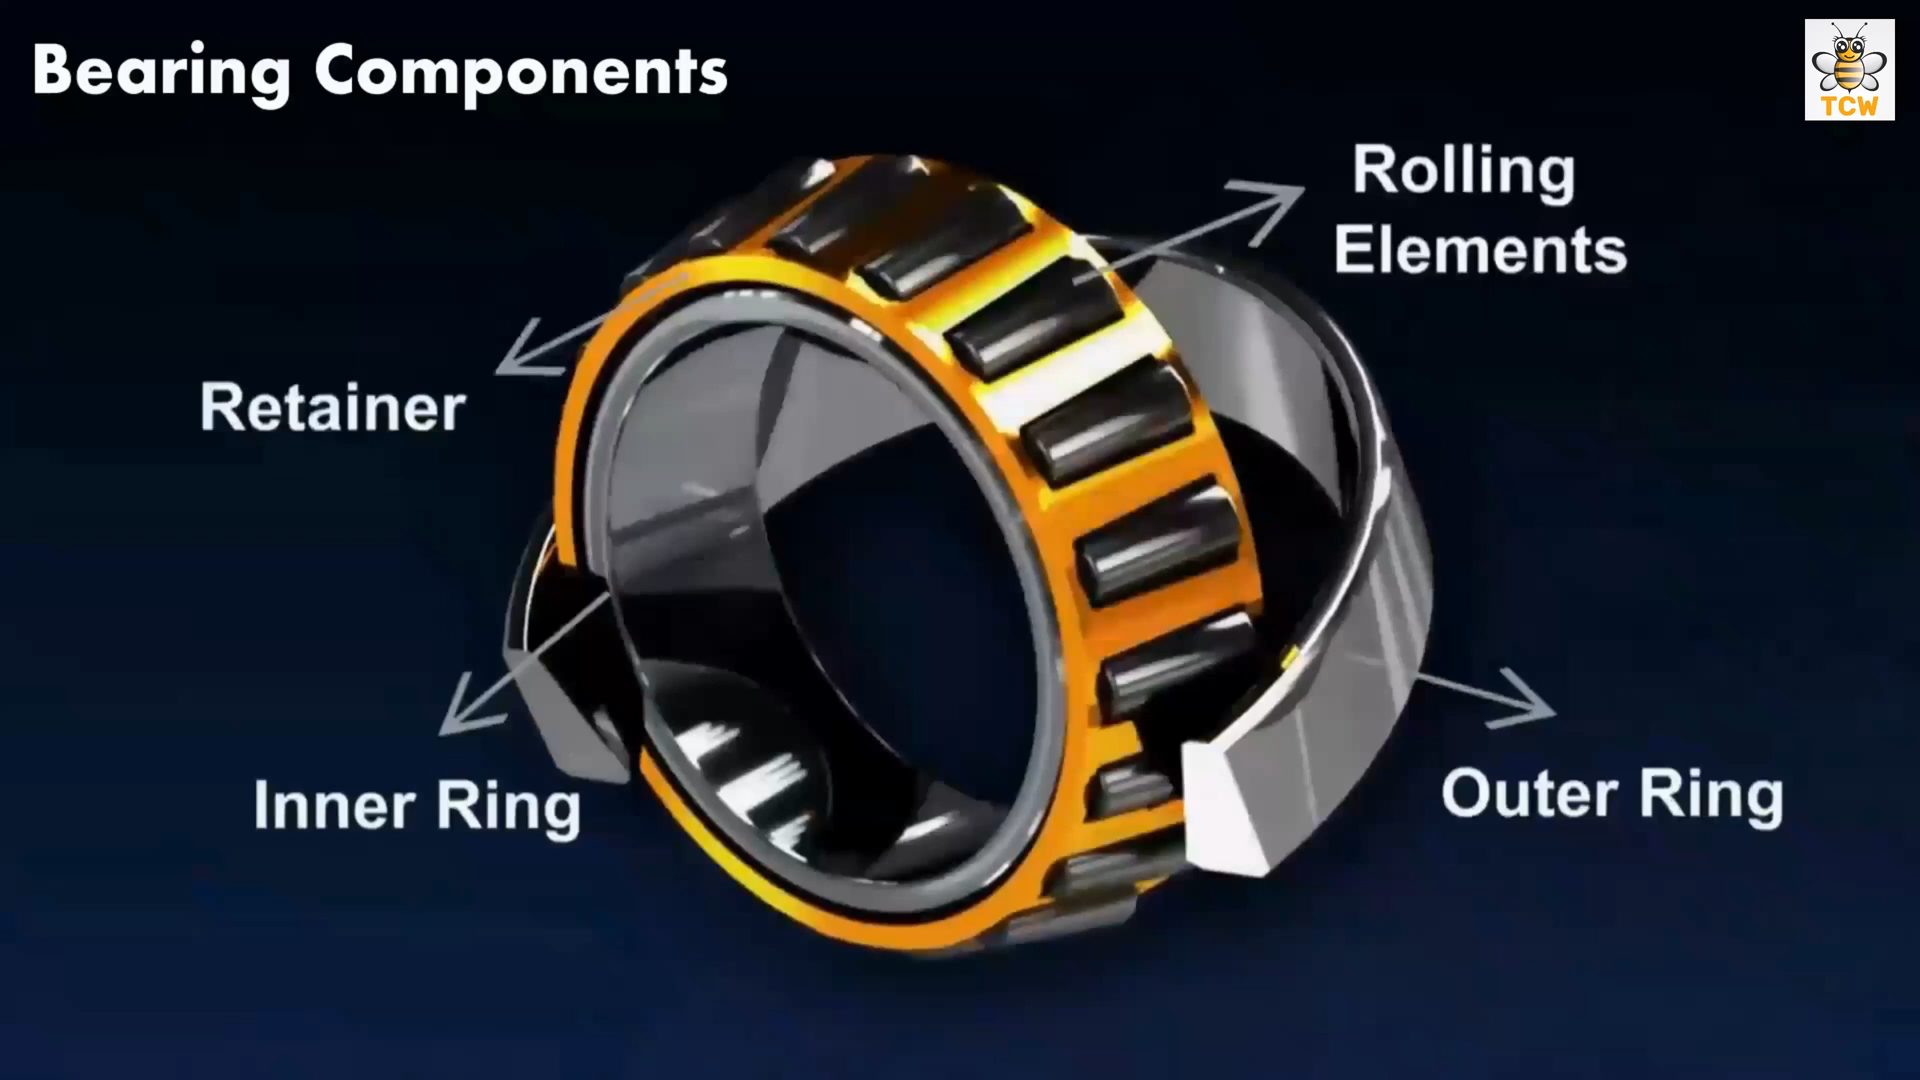 Bearing Components
TCW
Rolling
Elements
Retainer
Inner Ring
Outer Ring